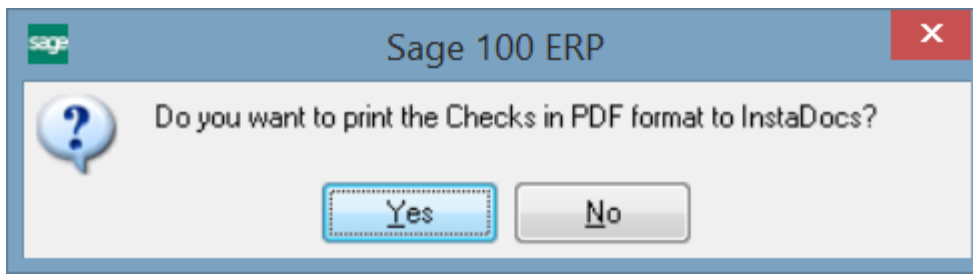 sage
Sage 100 ERP
Do you want to print the Checks in PDF format to InstaDocs?
Yes
No